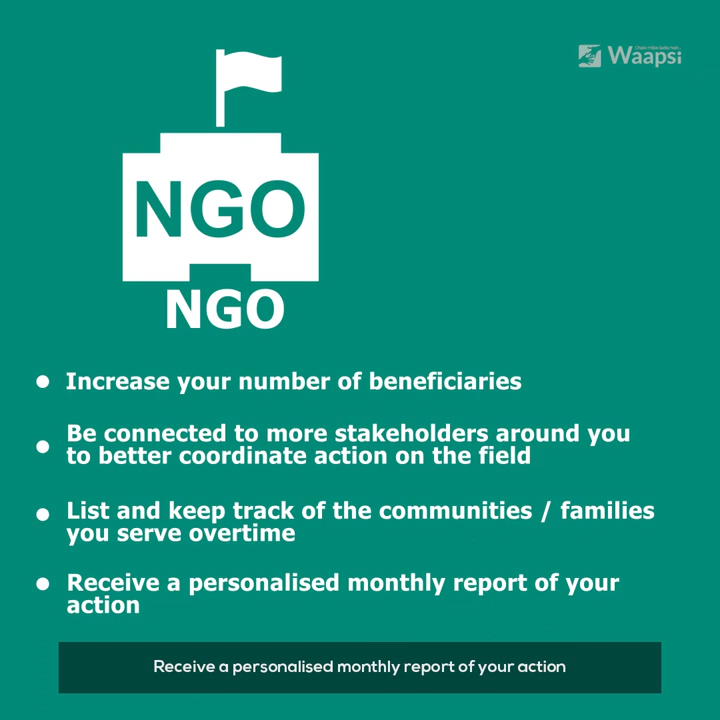 Waapsi
NGO
NGO
Increase your number of beneficiaries
Be connected to more stakeholders around you
to better coordinate action on the field
List and keep track of the communities / families
you serve overtime
Receive a personalised monthly report of your
action
Receive a personalised monthly report of your action